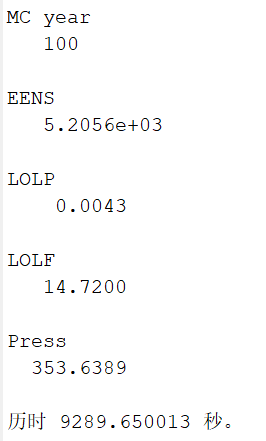 MC year
100
EENS
5.2056e+03
LOLP
0.0043
LOLF
14.7200
Press
353.6389
历时 9289.650013 秒。